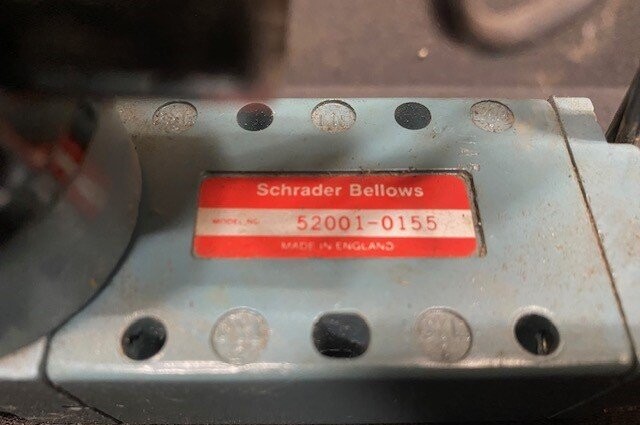 Schrader Bellows
MODEL NO. 52001-0155
MADE IN ENGLAND